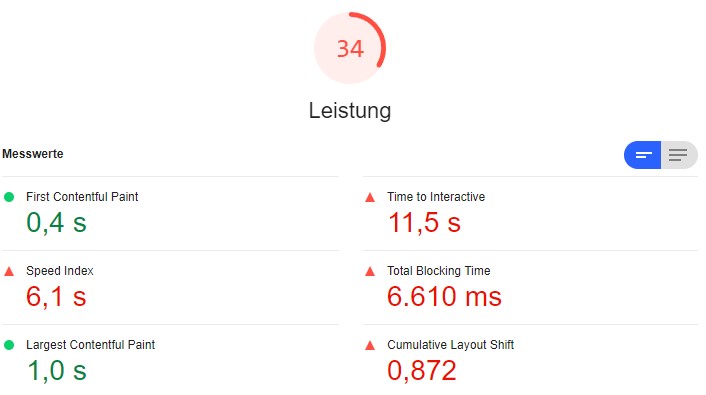 34
Leistung
Messwerte
First Contentful Paint
0,4 s
Time to Interactive
11,5 s
Speed Index
6,1 s
Total Blocking Time
6.610 ms
Largest Contentful Paint
1,0 s
Cumulative Layout Shift
0,872